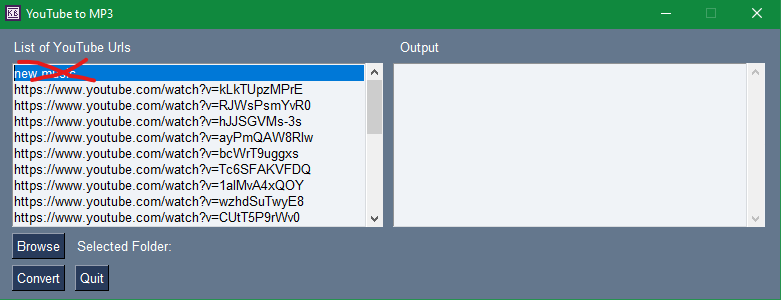 YouTube to MP3
List of YouTube Urls
Output
new music
https://www.youtube.com/watch?v=kLkTUpzMPrE
https://www.youtube.com/watch?v=RJWsPsmYvR0
https://www.youtube.com/watch?v=hJJSGVMs-3s
https://www.youtube.com/watch?v=ayPmQAW8Rlw
https://www.youtube.com/watch?v=bcWrT9uggxs
https://www.youtube.com/watch?v=Tc6SFAKVFDQ
https://www.youtube.com/watch?v=1alMvA4xQOY
https://www.youtube.com/watch?v=wzhdSuTwyE8
https://www.youtube.com/watch?v=CUtT5P9rWv0
Browse
Selected Folder:
Convert
Quit